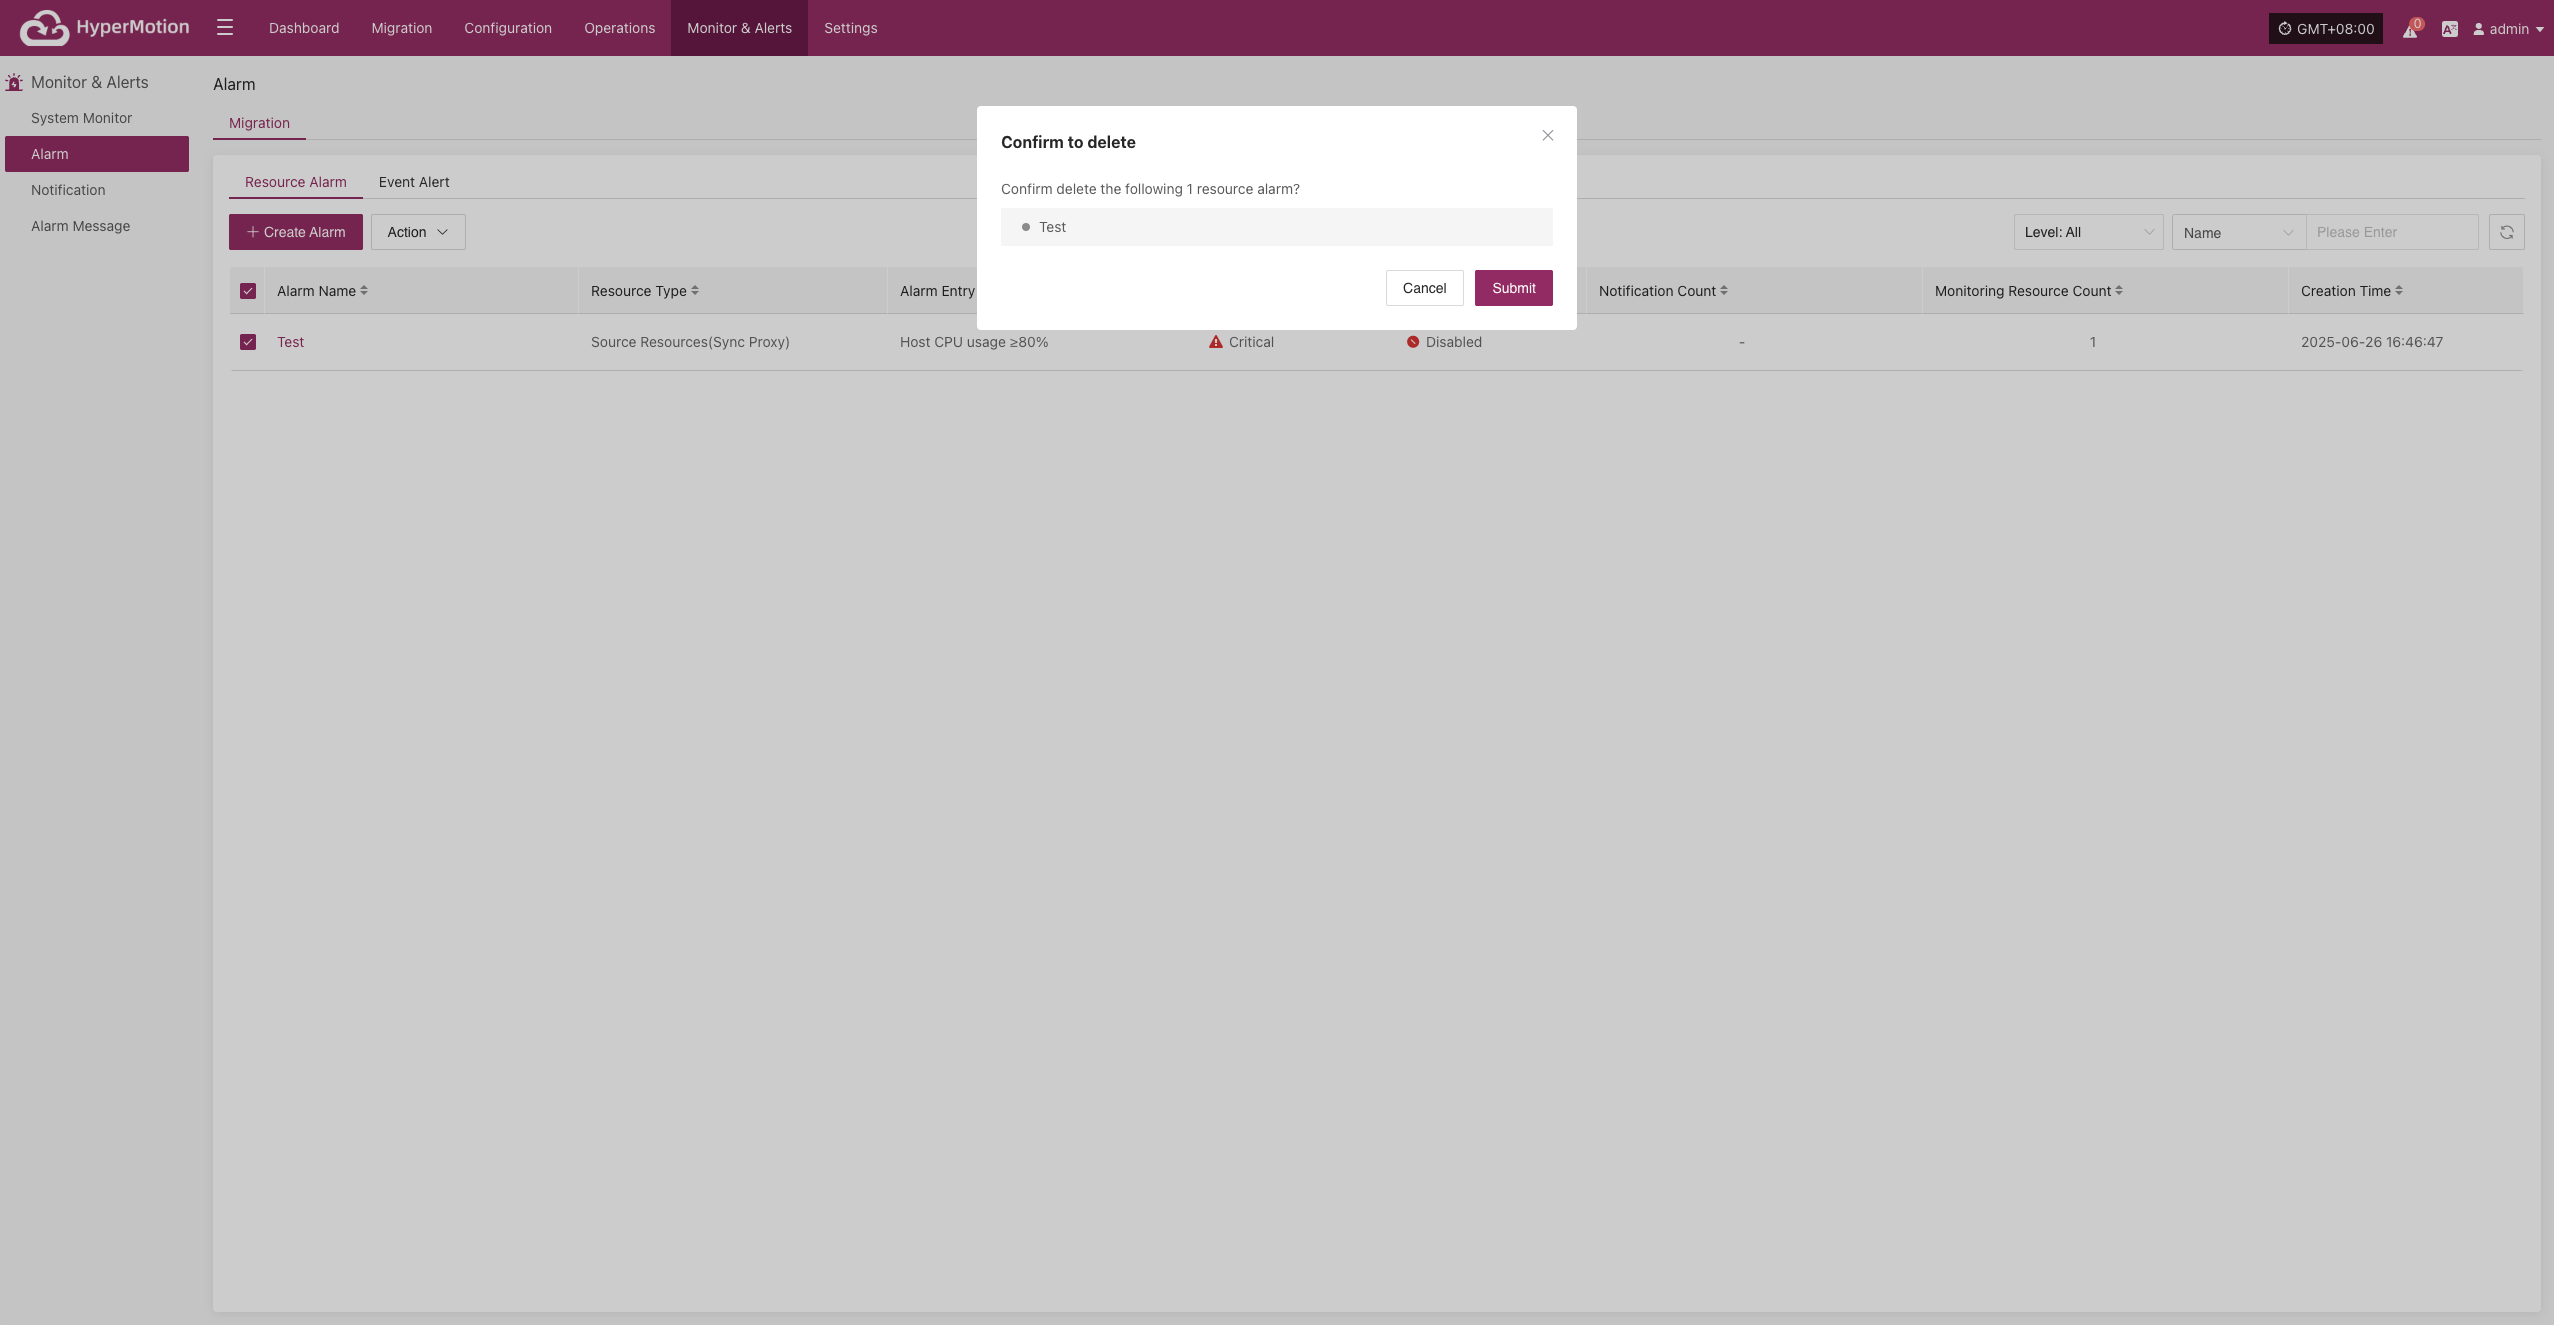 HyperMotion
Dashboard
Migration
Configuration
Operations
Monitor & Alerts
Settings
GMT+08:00
0
admin
Monitor & Alerts
System Monitor
Alarm
Notification
Alarm Message
Alarm
Migration
Resource Alarm
Event Alert
Create Alarm
Action
Level: All
Name
Please Enter
Alarm Name
Resource Type
Alarm Entry
Notification Count
Monitoring Resource Count
Creation Time
Test
Source Resources(Sync Proxy)
Host CPU usage ≥80%
Critical
Disabled
-
1
2025-06-26 16:46:47
Confirm to delete
Confirm delete the following 1 resource alarm?
Test
Cancel
Submit